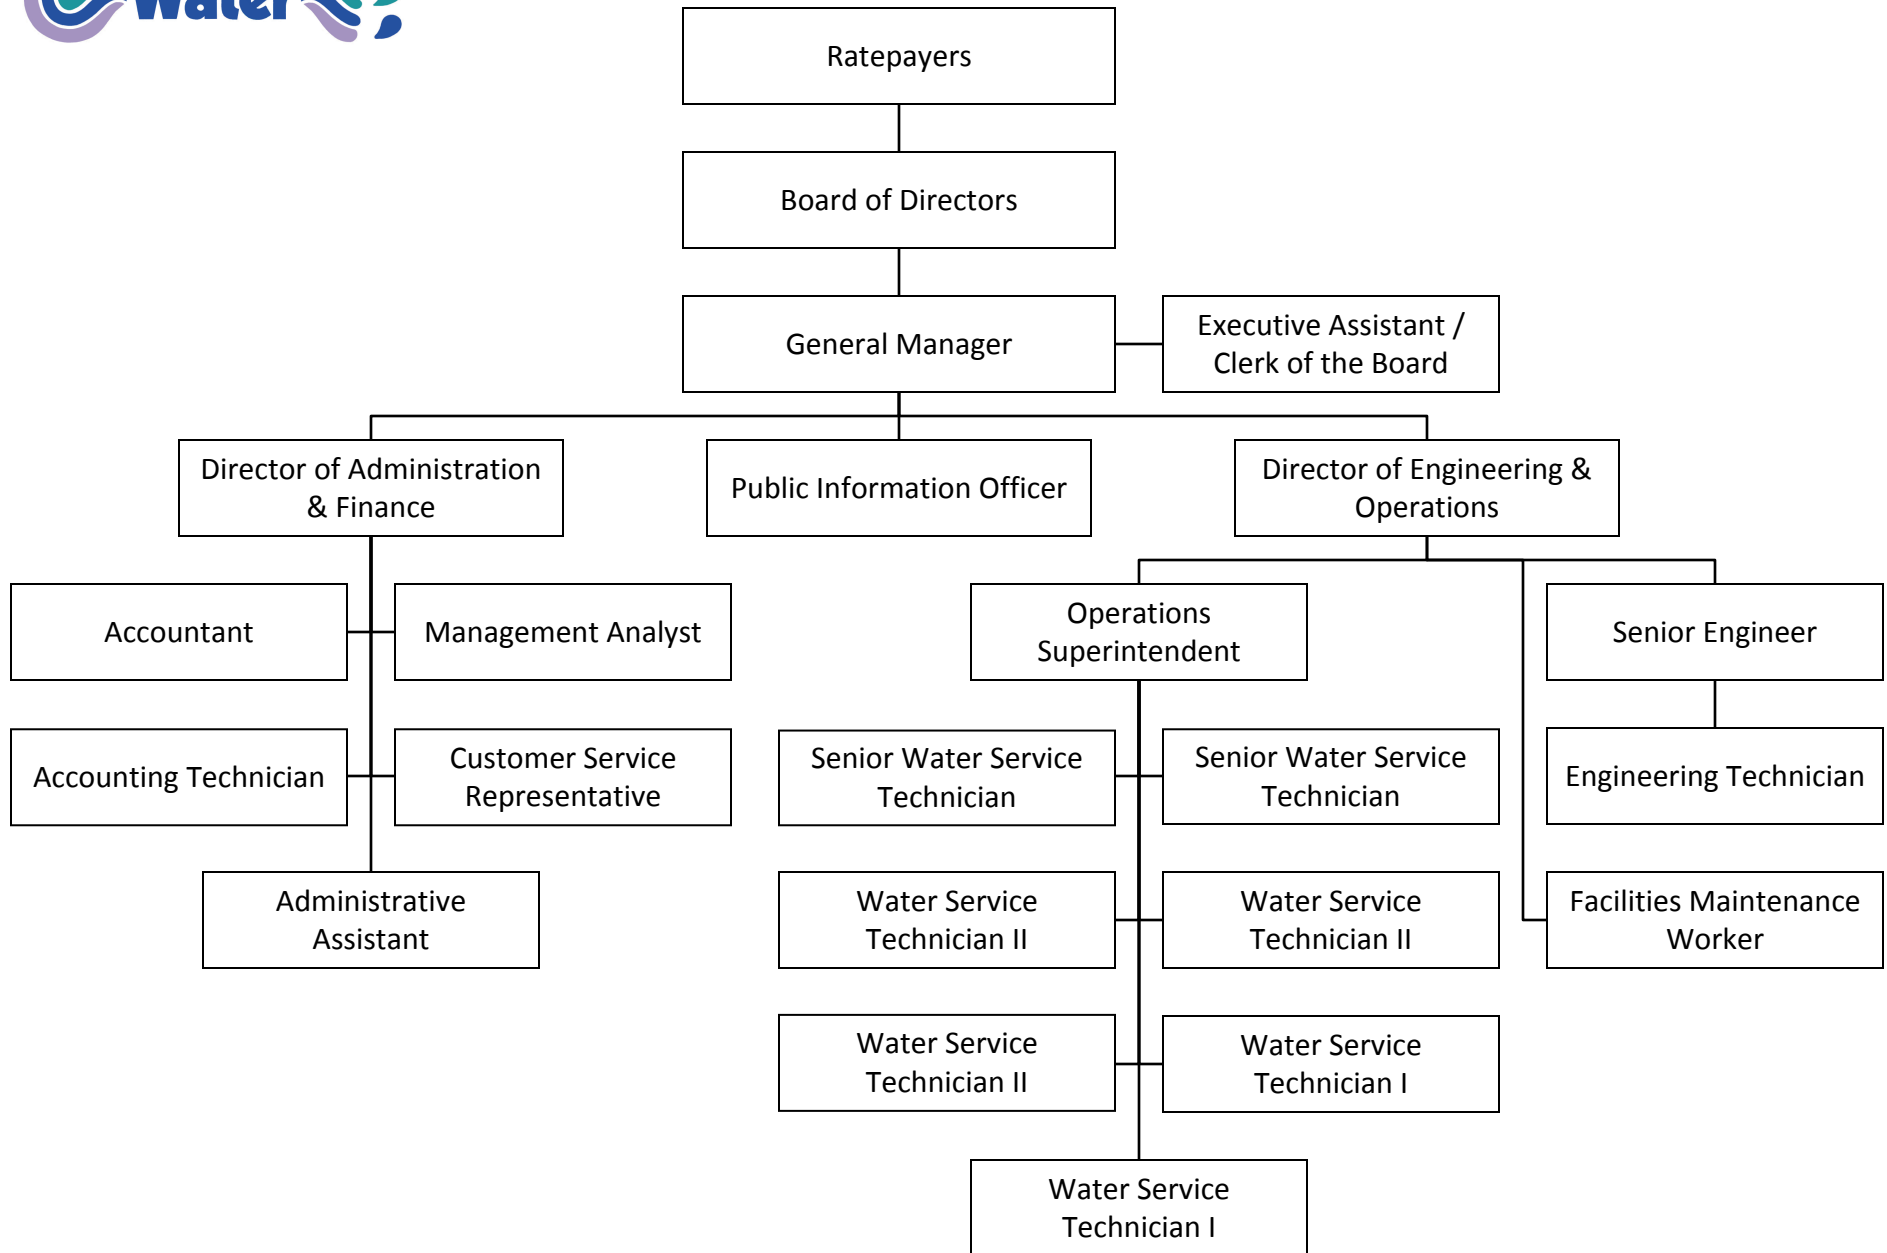 Water
Ratepayers
Board of Directors
General Manager
Executive Assistant /
Clerk of the Board
Director of Administration
& Finance
Public Information Officer
Director of Engineering &
Operations
Accountant
Management Analyst
Operations
Superintendent
Senior Engineer
Accounting Technician
Customer Service
Representative
Senior Water Service
Technician
Senior Water Service
Technician
Engineering Technician
Administrative
Assistant
Water Service
Technician II
Water Service
Technician II
Facilities Maintenance
Worker
Water Service
Technician II
Water Service
Technician I
Water Service
Technician I